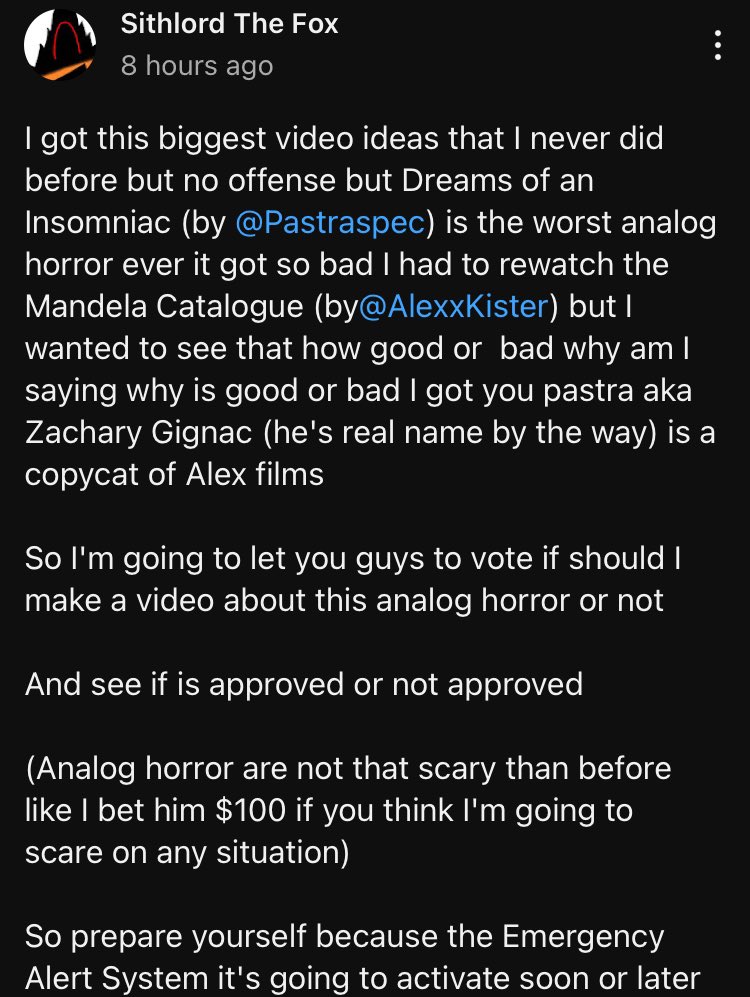 Sithlord The Fox
8 hours ago
I got this biggest video ideas that I never did
before but no offense but Dreams of an
Insomniac (by @Pastraspec) is the worst analog
horror ever it got so bad I had to rewatch the
Mandela Catalogue (by@AlexxKister) but I
wanted to see that how good or  bad why am I
saying why is good or bad I got you pastra aka
Zachary Gignac (he's real name by the way) is a
copycat of Alex films
So I'm going to let you guys to vote if should I
make a video about this analog horror or not
And see if is approved or not approved
(Analog horror are not that scary than before
like I bet him $100 if you think I'm going to
scare on any situation)
So prepare yourself because the Emergency
Alert System it's going to activate soon or later